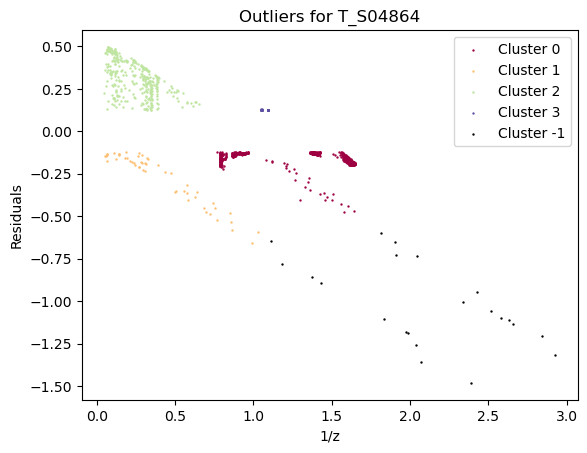 Outliers for T_S04864
Cluster 0
Cluster 1
Cluster 2
Cluster 3
Cluster -1
0.50
0.25
0.00
−0.25
−0.50
−0.75
−1.00
−1.25
−1.50
Residuals
0.0 0.5 1.0 1.5 2.0 2.5 3.0
1/z